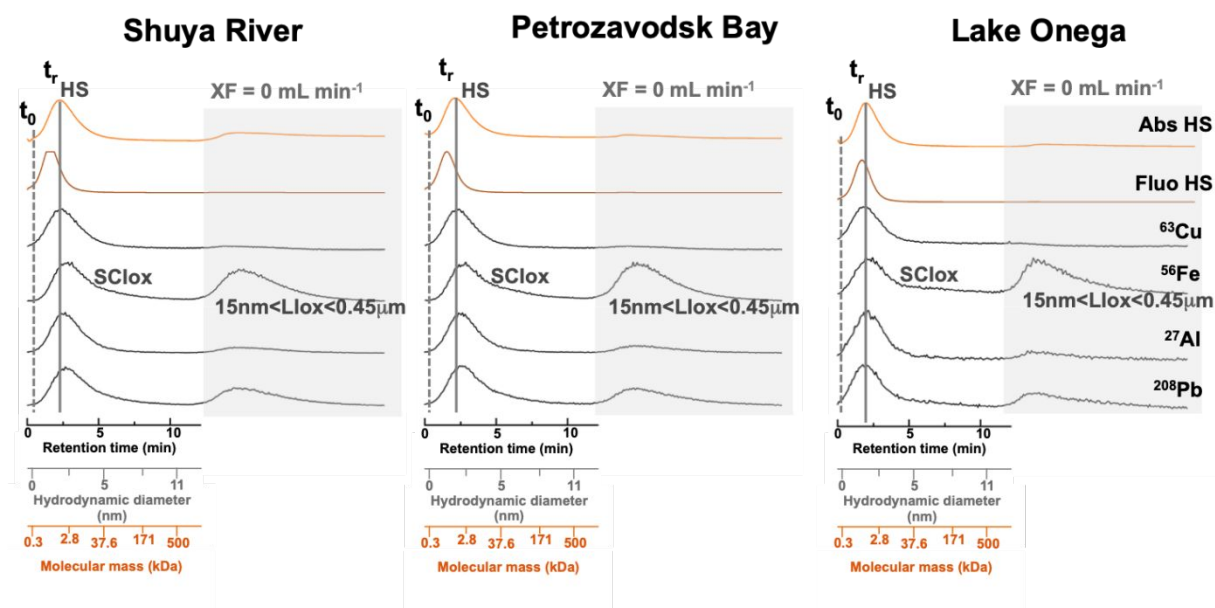 Shuya River
Petrozavodsk Bay
Lake Onega
tr
HS
XF = 0 mL min-1
t0
SClox
15nm<LIox<0.45μm
0 5 10
Retention time (min)
0 5 11
Hydrodynamic diameter
(nm)
0.3 2.8 37.6 171 500
Molecular mass (kDa)
tr
HS
XF = 0 mL min-1
t0
SClox
15nm<LIox<0.45μm
0 5 10
Retention time (min)
0 5 11
Hydrodynamic diameter
(nm)
0.3 2.8 37.6 171 500
Molecular mass (kDa)
tr
HS
XF = 0 mL min-1
t0
Abs HS
Fluo HS
63Cu
SClox
56Fe
15nm<LIox<0.45μm
27Al
208Pb
0 5 10
Retention time (min)
0 5 11
Hydrodynamic diameter
(nm)
0.3 2.8 37.6 171 500
Molecular mass (kDa)